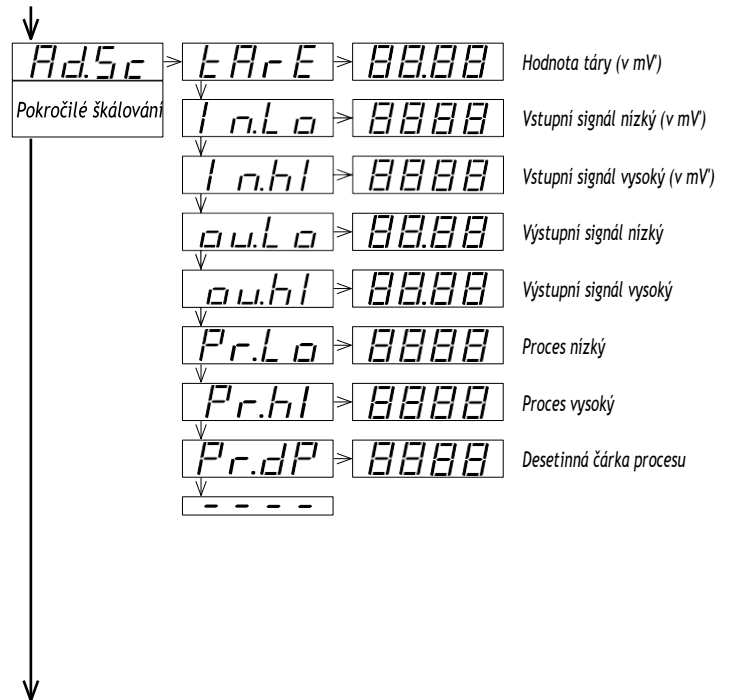 Ad.Sc tArE 88.88 Hodnota táry (v mV)
Pokročilé škálování
In.Lo 8888 Vstupní signál nízký (v mV)
In.hI 8888 Vstupní signál vysoký (v mV)
ou.Lo 88.88 Výstupní signál nízký
ou.hI 88.88 Výstupní signál vysoký
Pr.Lo 8888 Proces nízký
Pr.hI 8888 Proces vysoký
Pr.dP 8888 Desetinná čárka procesu
- - - -